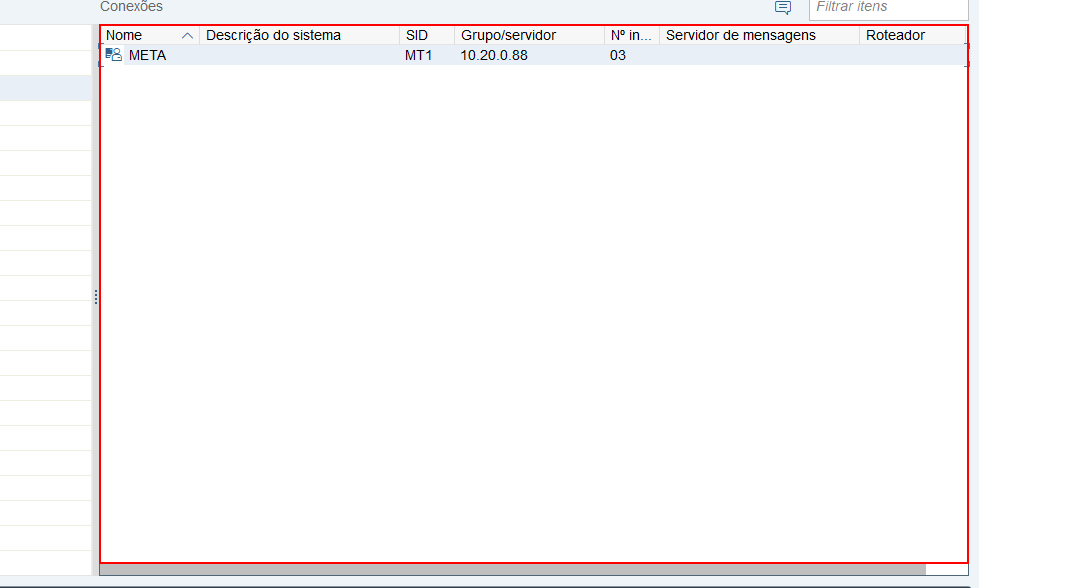 Conexões
Filtrar itens
Nome Descrição do sistema SID Grupo/servidor Nº in... Servidor de mensagens Roteador
META MT1 10.20.0.88 03